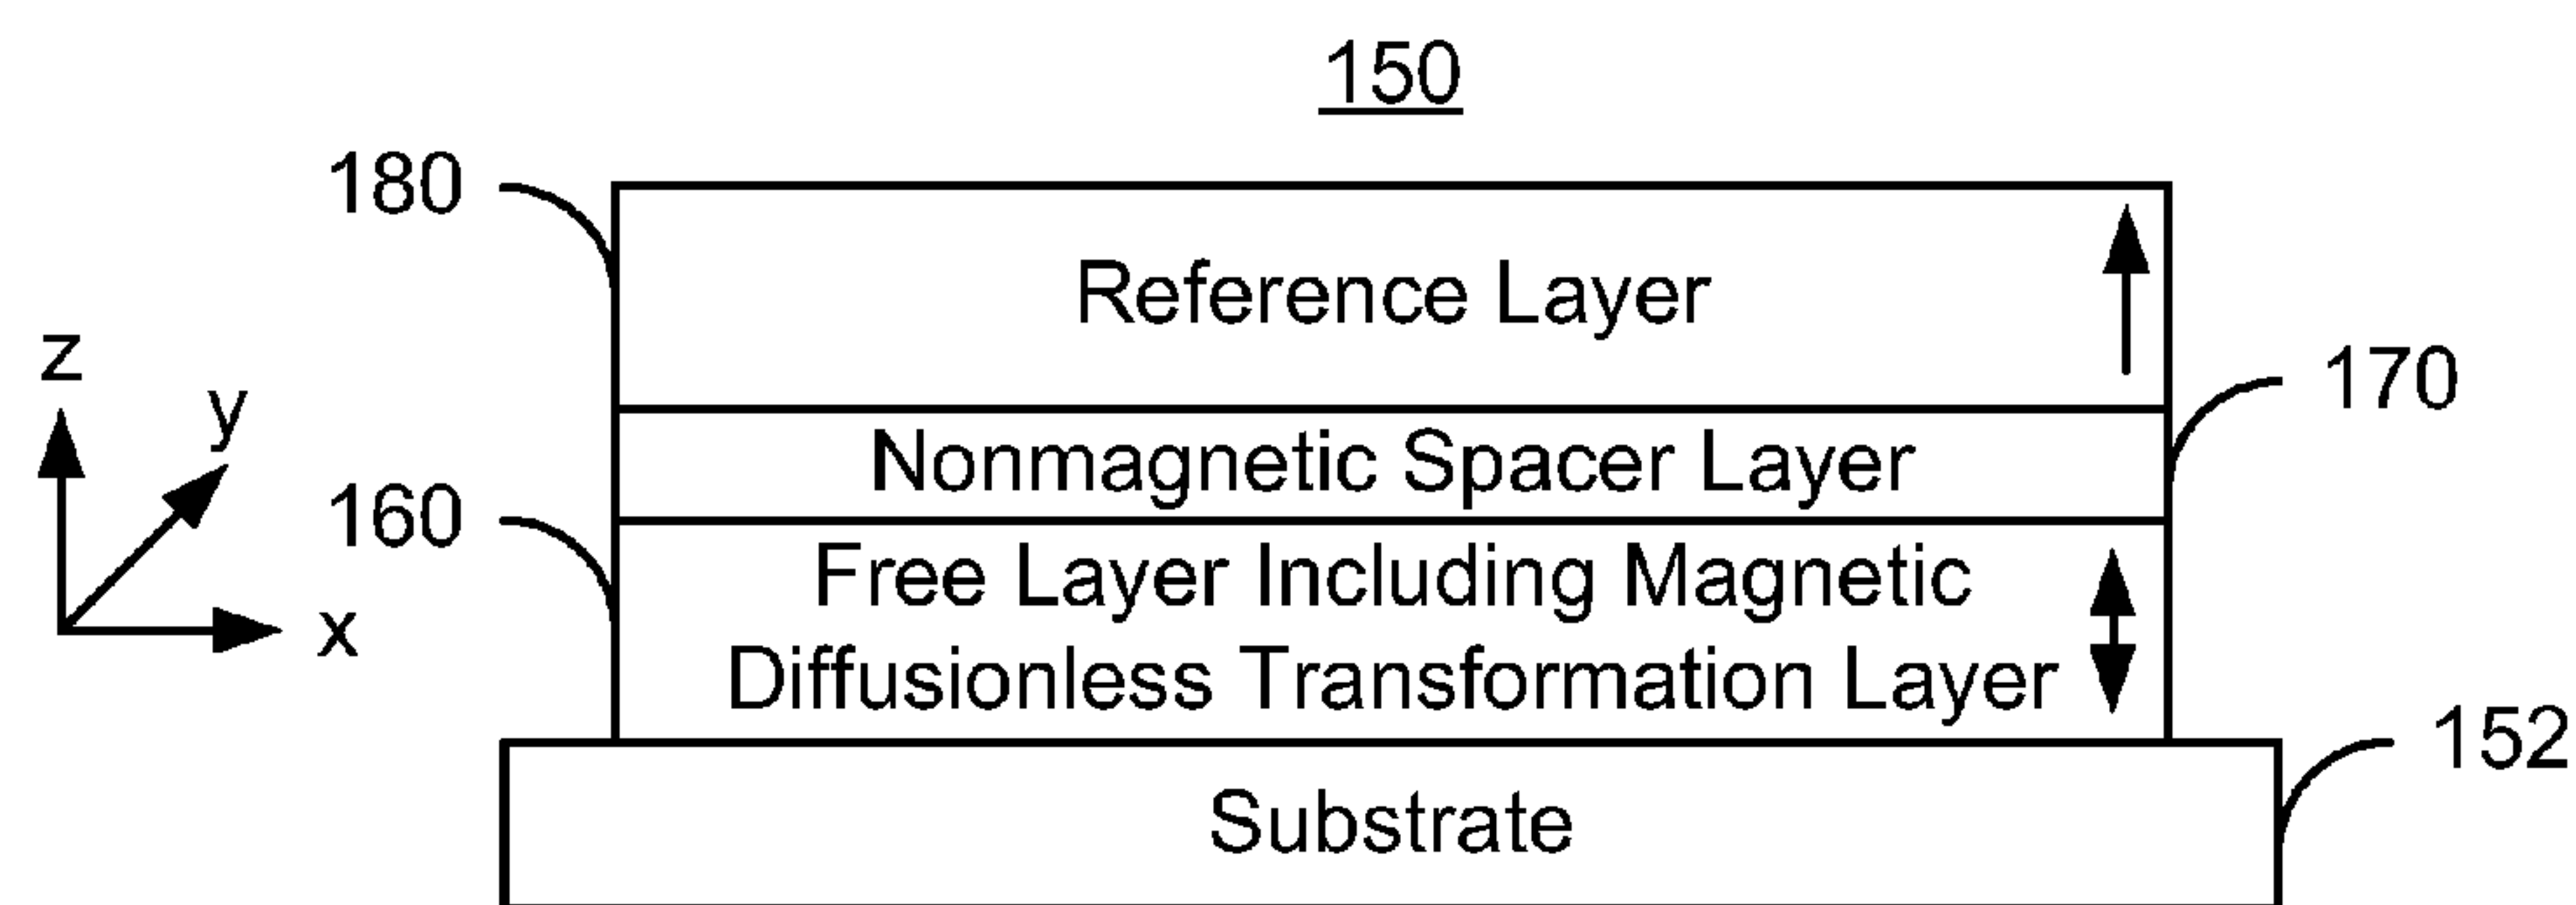 150
180
Reference Layer
z
y
170
Nonmagnetic Spacer Layer
160
Free Layer Including Magnetic
x
Diffusionless Transformation Layer
152
Substrate